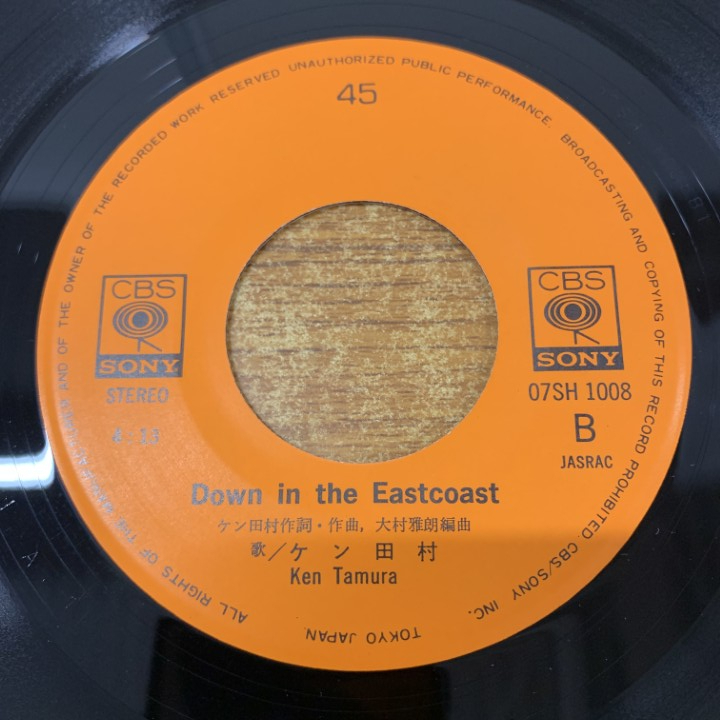 45
ALL RIGHTS OF THE MANUFACTURER AND OF THE OWNER OF THE RECORDED WORK RESERVED UNAUTHORIZED PUBLIC PERFORMANCE. BROADCASTING AND COPYING OF THIS RECORD PROHIBITED CBS/SONY INC.
TOKYO JAPAN.
CBS
SONY
STEREO
4:33
CBS
SONY
07SH 1008
B
JASRAC
Down in the Eastcoast
ケン田村作詞・作曲, 大村雅朗編曲
歌/ケン田村
Ken Tamura